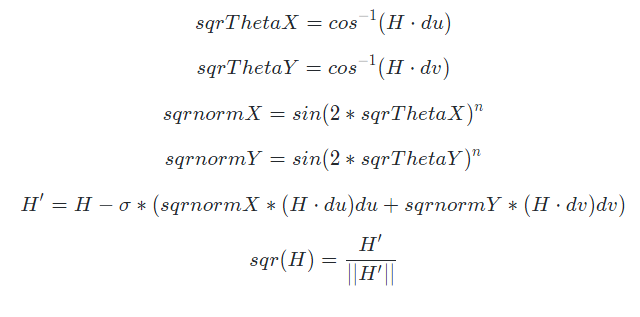 sqrThetaX = cos⁻¹(H · du)
sqrThetaY = cos⁻¹(H · dv)
sqrnormX = sin(2 * sqrThetaX)ⁿ
sqrnormY = sin(2 * sqrThetaY)ⁿ
H′ = H − σ * (sqrnormX * (H · du)du + sqrnormY * (H · dv)dv)
sqr(H) = H′ / ||H′||